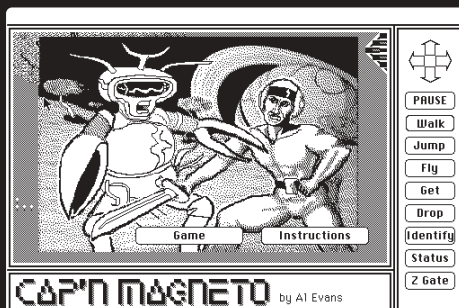 PAUSE
Walk
Jump
Fly
Get
Drop
Identify
Status
Z Gate
Game
Instructions
CAP'N MAGNETO
by Al Evans